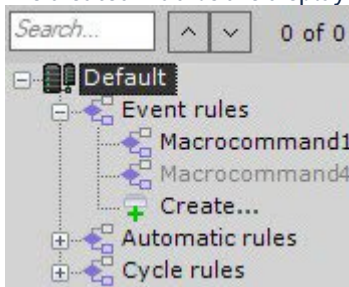 Search...
0 of 0
Default
Event rules
Macrocommand1
Macrocommand4
Create...
Automatic rules
Cycle rules